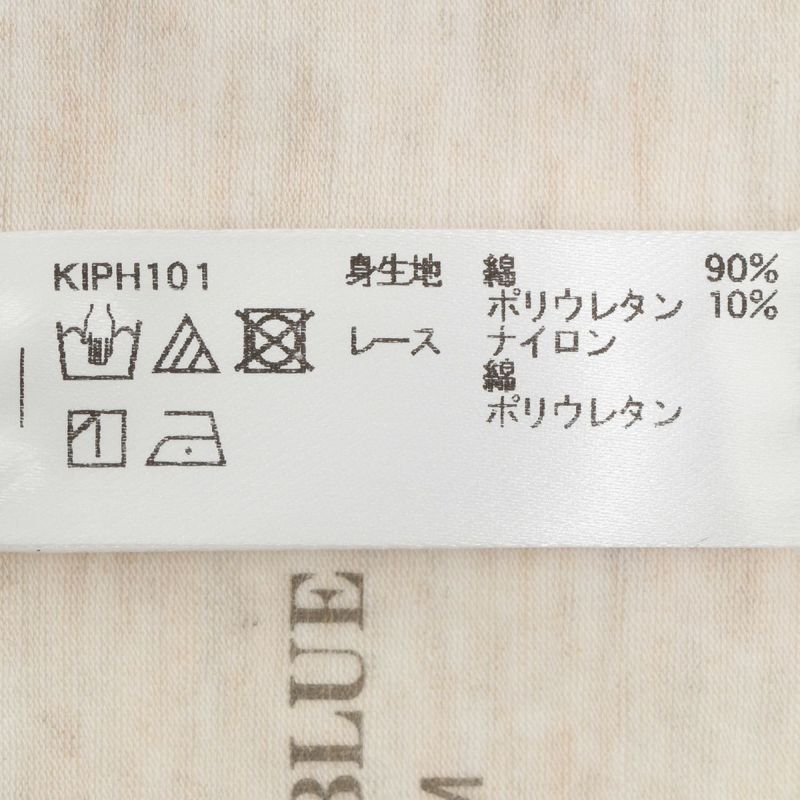 KIPH101
身生地 綿 90%
ポリウレタン 10%
レース ナイロン
綿
ポリウレタン
BLUE
M